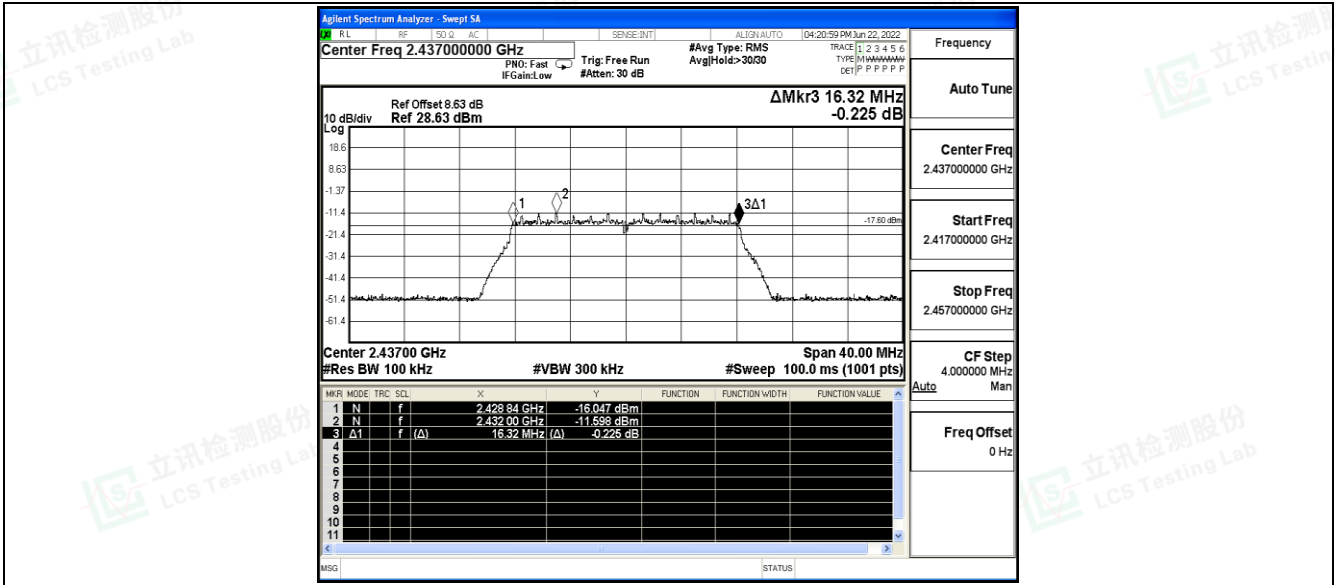 Agilent Spectrum Analyzer - Swept SA
RL RF 50 Ω AC SENSE:INT ALIGN AUTO 04:20:59 PM Jun 22, 2022
Center Freq 2.437000000 GHz
#Avg Type: RMS
TRACE 1 2 3 4 5 6
PNO: Fast
Trig: Free Run
Avg|Hold:>30/30
TYPE MWWWWW
IFGain:Low
#Atten: 30 dB
DET P P P P P P
ΔMkr3 16.32 MHz
-0.225 dB
Ref Offset 8.63 dB
10 dB/div Ref 28.63 dBm
Log
18.6
8.63
-1.37
-11.4
-21.4
-31.4
-41.4
-51.4
-61.4
1
2
3Δ1
-17.60 dBm
Center 2.43700 GHz
Span 40.00 MHz
#Res BW 100 kHz
#VBW 300 kHz
#Sweep 100.0 ms (1001 pts)
MKR MODE TRC SCL X Y FUNCTION FUNCTION WIDTH FUNCTION VALUE
1 N f 2.428 84 GHz -16.047 dBm
2 N f 2.432 00 GHz -11.598 dBm
3 Δ1 f (Δ) 16.32 MHz (Δ) -0.225 dB
4
5
6
7
8
9
10
11
MSG
STATUS
Frequency
Auto Tune
Center Freq
2.437000000 GHz
Start Freq
2.417000000 GHz
Stop Freq
2.457000000 GHz
CF Step
4.000000 MHz
Auto Man
Freq Offset
0 Hz
立讯检测股份
LCS Testing Lab
立讯检测股份
LCS Testing Lab
立讯检测股份
LCS Testing Lab
立讯检测股份
LCS Testing Lab